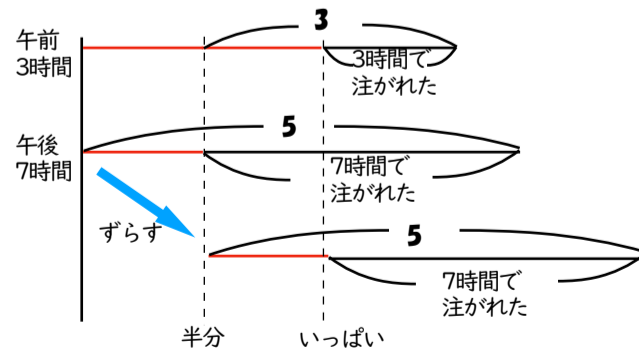 3
午前
3時間
3時間で
注がれた
5
午後
7時間
7時間で
注がれた
ずらす
5
7時間で
注がれた
半分
いっぱい